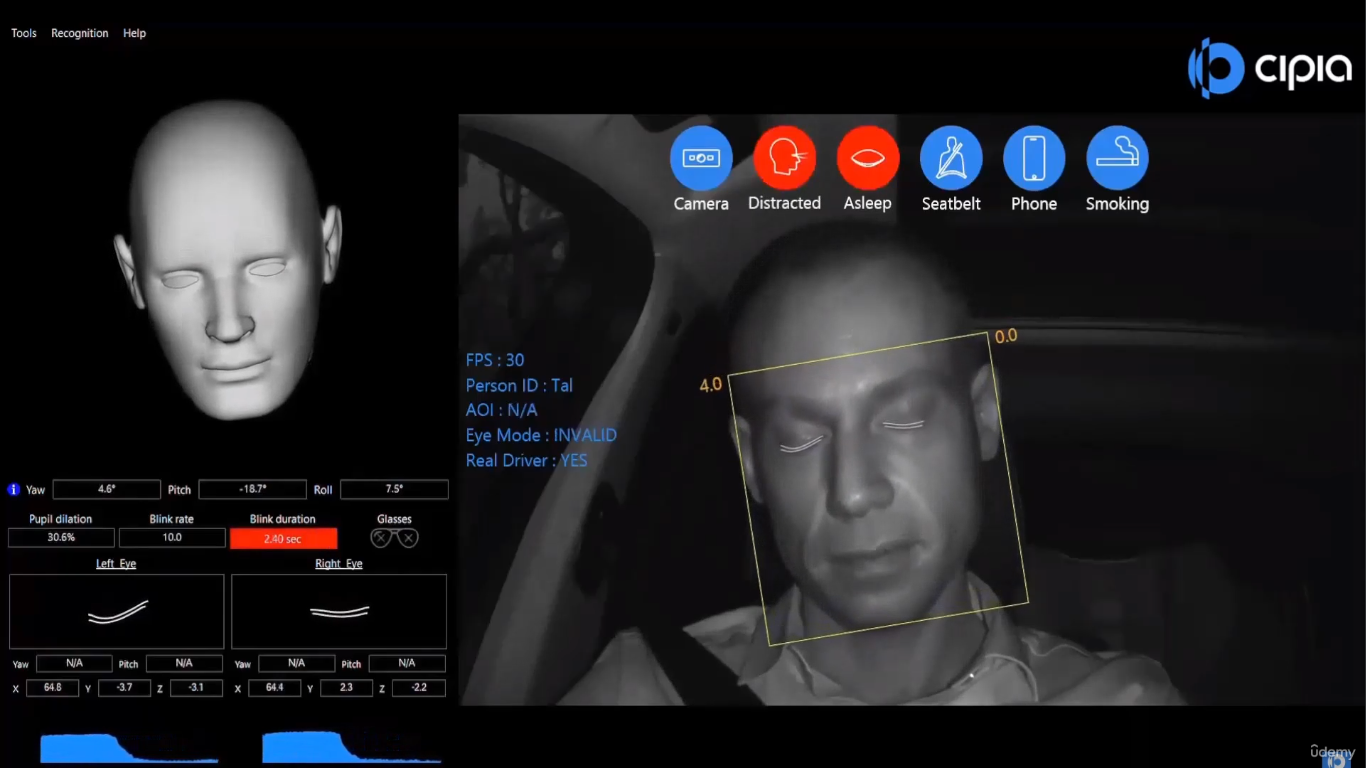 Tools Recognition Help
cipia
Camera Distracted Asleep Seatbelt Phone Smoking
0.0
4.0
FPS : 30
Person ID : Tal
AOI : N/A
Eye Mode : INVALID
Real Driver : YES
i Yaw 4.6° Pitch -18.7° Roll 7.5°
Pupil dilation Blink rate Blink duration Glasses
30.6% 10.0 2.40 sec
Left Eye Right Eye
Yaw N/A Pitch N/A Yaw N/A Pitch N/A
X 64.8 Y -3.7 Z -3.1 X 64.4 Y 2.3 Z -2.2
ûdemy